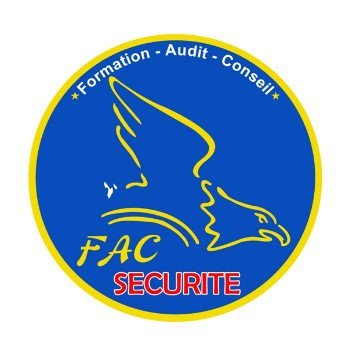 Formation - Audit - Conseil
FAC
SECURITE